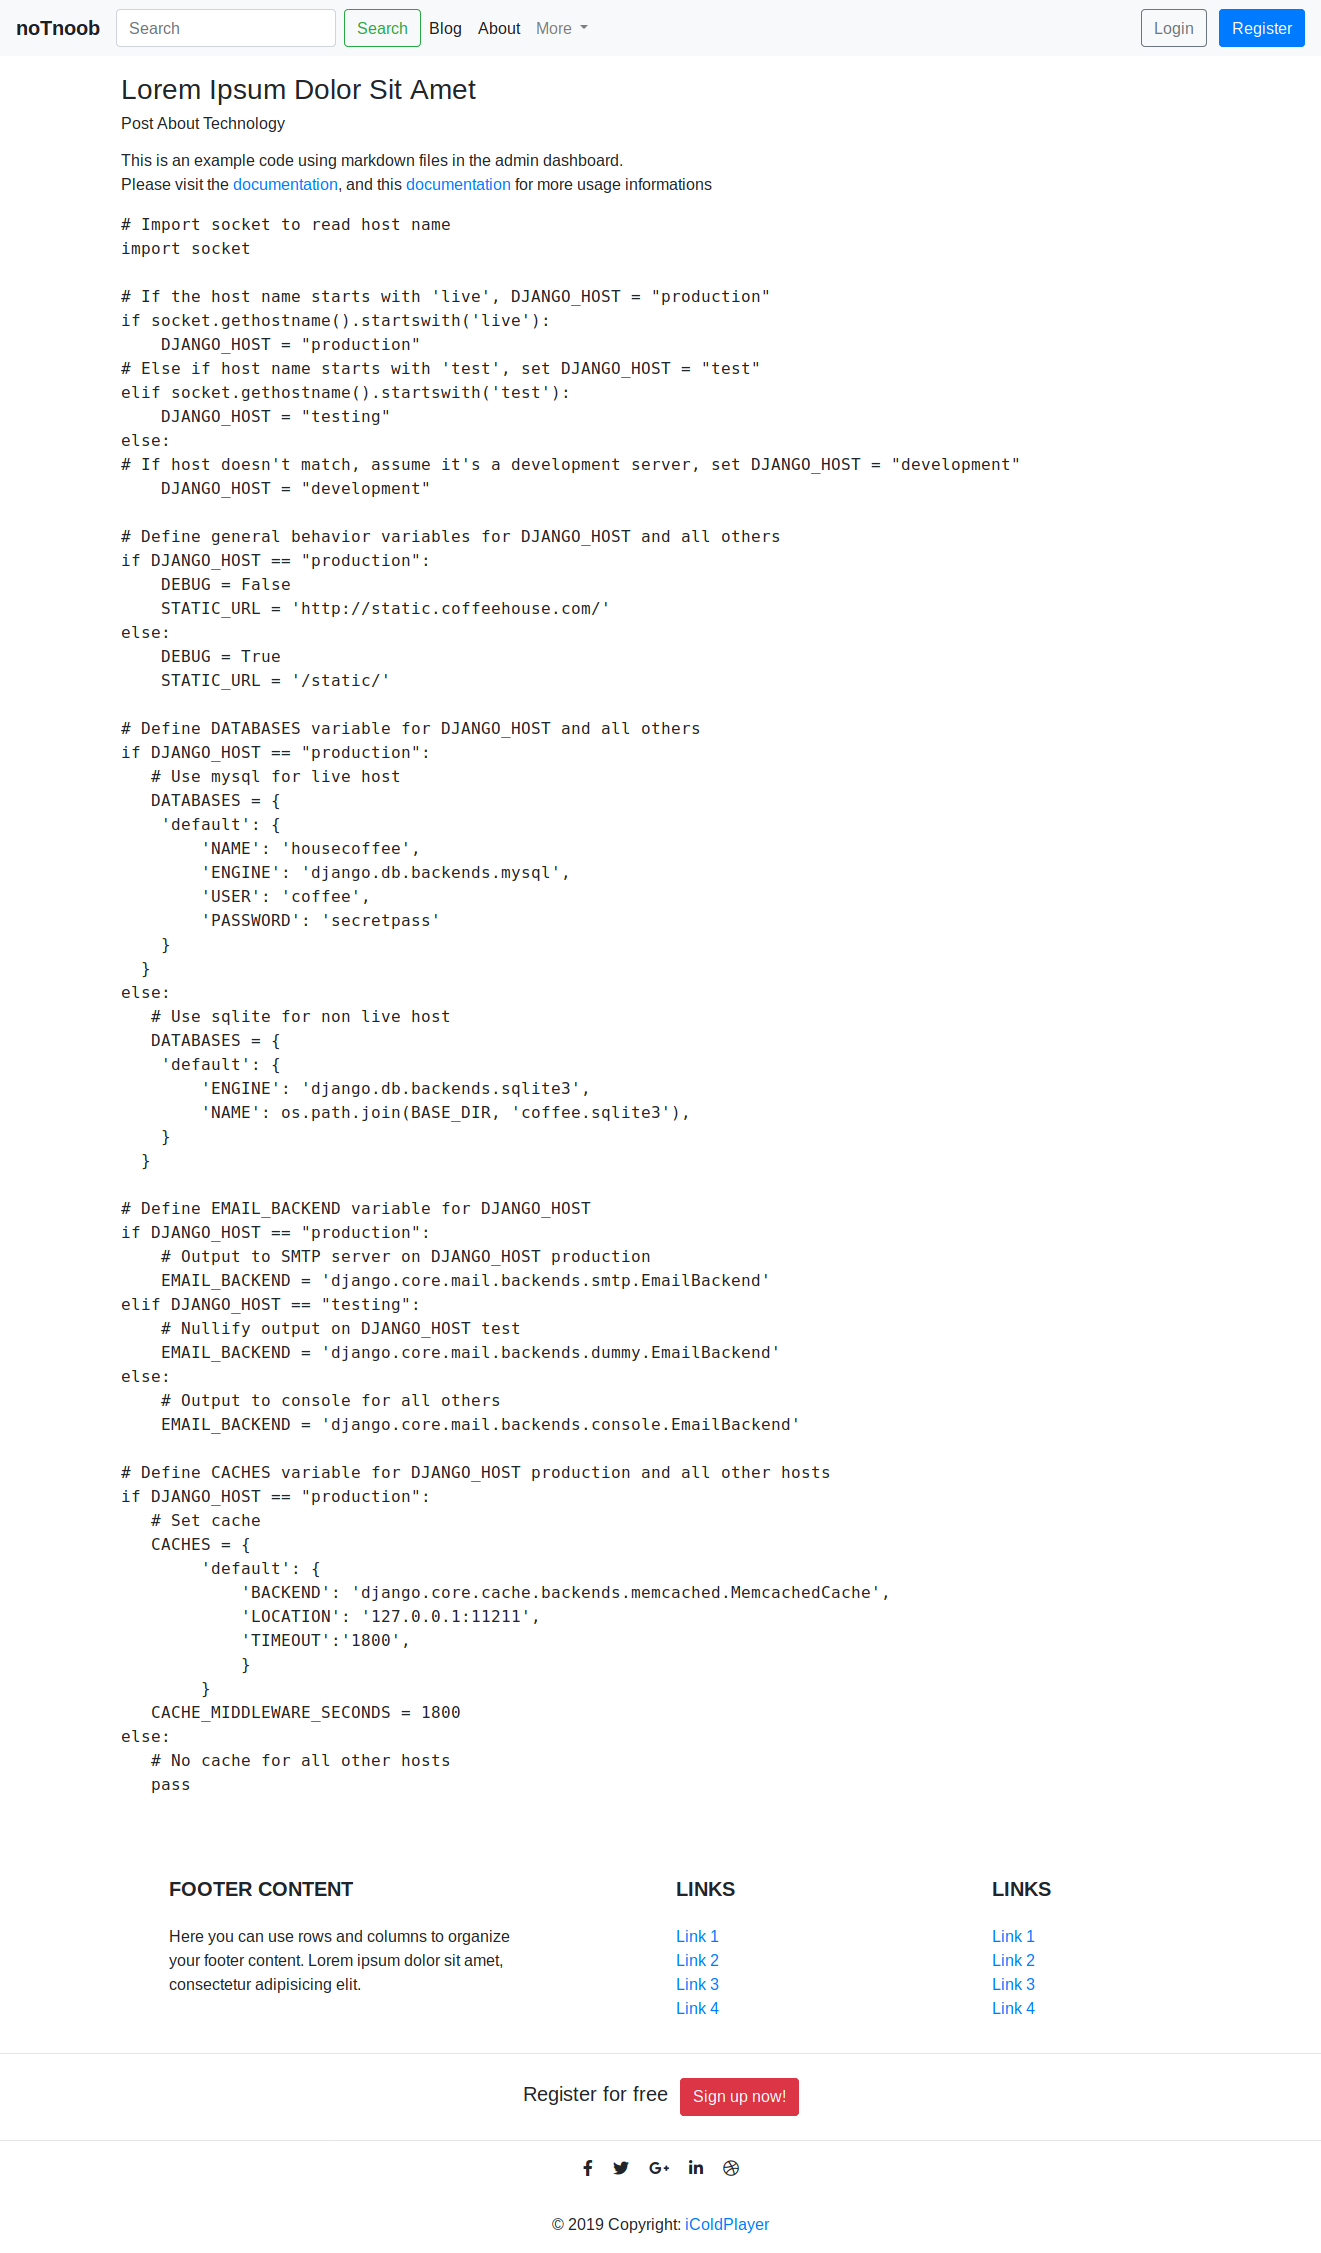 noTnoob Search Search Blog About More Login Register
Lorem Ipsum Dolor Sit Amet
Post About Technology
This is an example code using markdown files in the admin dashboard.
Please visit the documentation, and this documentation for more usage informations
# Import socket to read host name
import socket
# If the host name starts with 'live', DJANGO_HOST = "production"
if socket.gethostname().startswith('live'):
    DJANGO_HOST = "production"
# Else if host name starts with 'test', set DJANGO_HOST = "test"
elif socket.gethostname().startswith('test'):
    DJANGO_HOST = "testing"
else:
# If host doesn't match, assume it's a development server, set DJANGO_HOST = "development"
    DJANGO_HOST = "development"
# Define general behavior variables for DJANGO_HOST and all others
if DJANGO_HOST == "production":
    DEBUG = False
    STATIC_URL = 'http://static.coffeehouse.com/'
else:
    DEBUG = True
    STATIC_URL = '/static/'
# Define DATABASES variable for DJANGO_HOST and all others
if DJANGO_HOST == "production":
   # Use mysql for live host
   DATABASES = {
    'default': {
        'NAME': 'housecoffee',
        'ENGINE': 'django.db.backends.mysql',
        'USER': 'coffee',
        'PASSWORD': 'secretpass'
    }
  }
else:
   # Use sqlite for non live host
   DATABASES = {
    'default': {
        'ENGINE': 'django.db.backends.sqlite3',
        'NAME': os.path.join(BASE_DIR, 'coffee.sqlite3'),
    }
  }
# Define EMAIL_BACKEND variable for DJANGO_HOST
if DJANGO_HOST == "production":
    # Output to SMTP server on DJANGO_HOST production
    EMAIL_BACKEND = 'django.core.mail.backends.smtp.EmailBackend'
elif DJANGO_HOST == "testing":
    # Nullify output on DJANGO_HOST test
    EMAIL_BACKEND = 'django.core.mail.backends.dummy.EmailBackend'
else:
    # Output to console for all others
    EMAIL_BACKEND = 'django.core.mail.backends.console.EmailBackend'
# Define CACHES variable for DJANGO_HOST production and all other hosts
if DJANGO_HOST == "production":
   # Set cache
   CACHES = {
        'default': {
            'BACKEND': 'django.core.cache.backends.memcached.MemcachedCache',
            'LOCATION': '127.0.0.1:11211',
            'TIMEOUT':'1800',
            }
        }
   CACHE_MIDDLEWARE_SECONDS = 1800
else:
   # No cache for all other hosts
   pass
FOOTER CONTENT
Here you can use rows and columns to organize
your footer content. Lorem ipsum dolor sit amet,
consectetur adipisicing elit.
LINKS
Link 1
Link 2
Link 3
Link 4
LINKS
Link 1
Link 2
Link 3
Link 4
Register for free Sign up now!
© 2019 Copyright: iColdPlayer